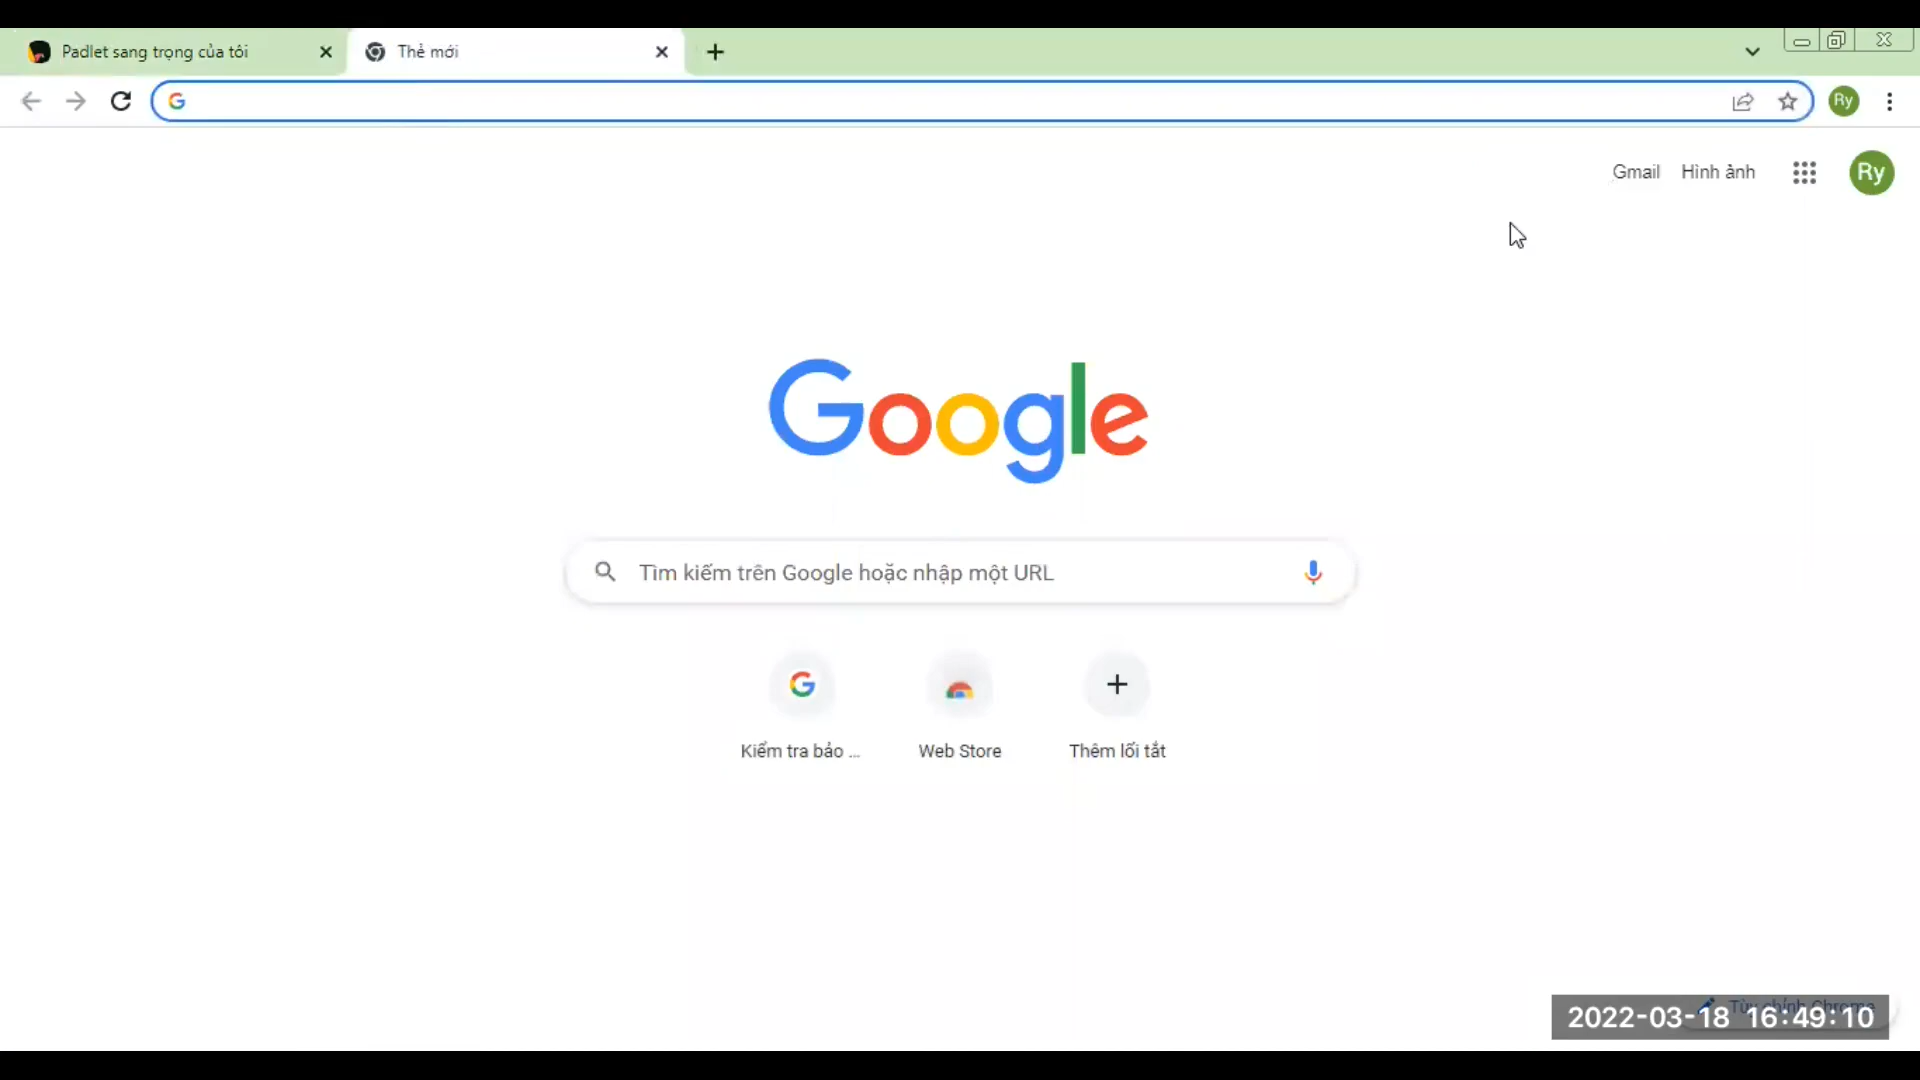 Padlet sang trọng của tôi
Thẻ mới
Ry
Gmail Hình ảnh
Ry
Google
Tìm kiếm trên Google hoặc nhập một URL
Kiểm tra bảo ...
Web Store
Thêm lối tắt
Tùy chỉnh Chrome
2022-03-18 16:49:10